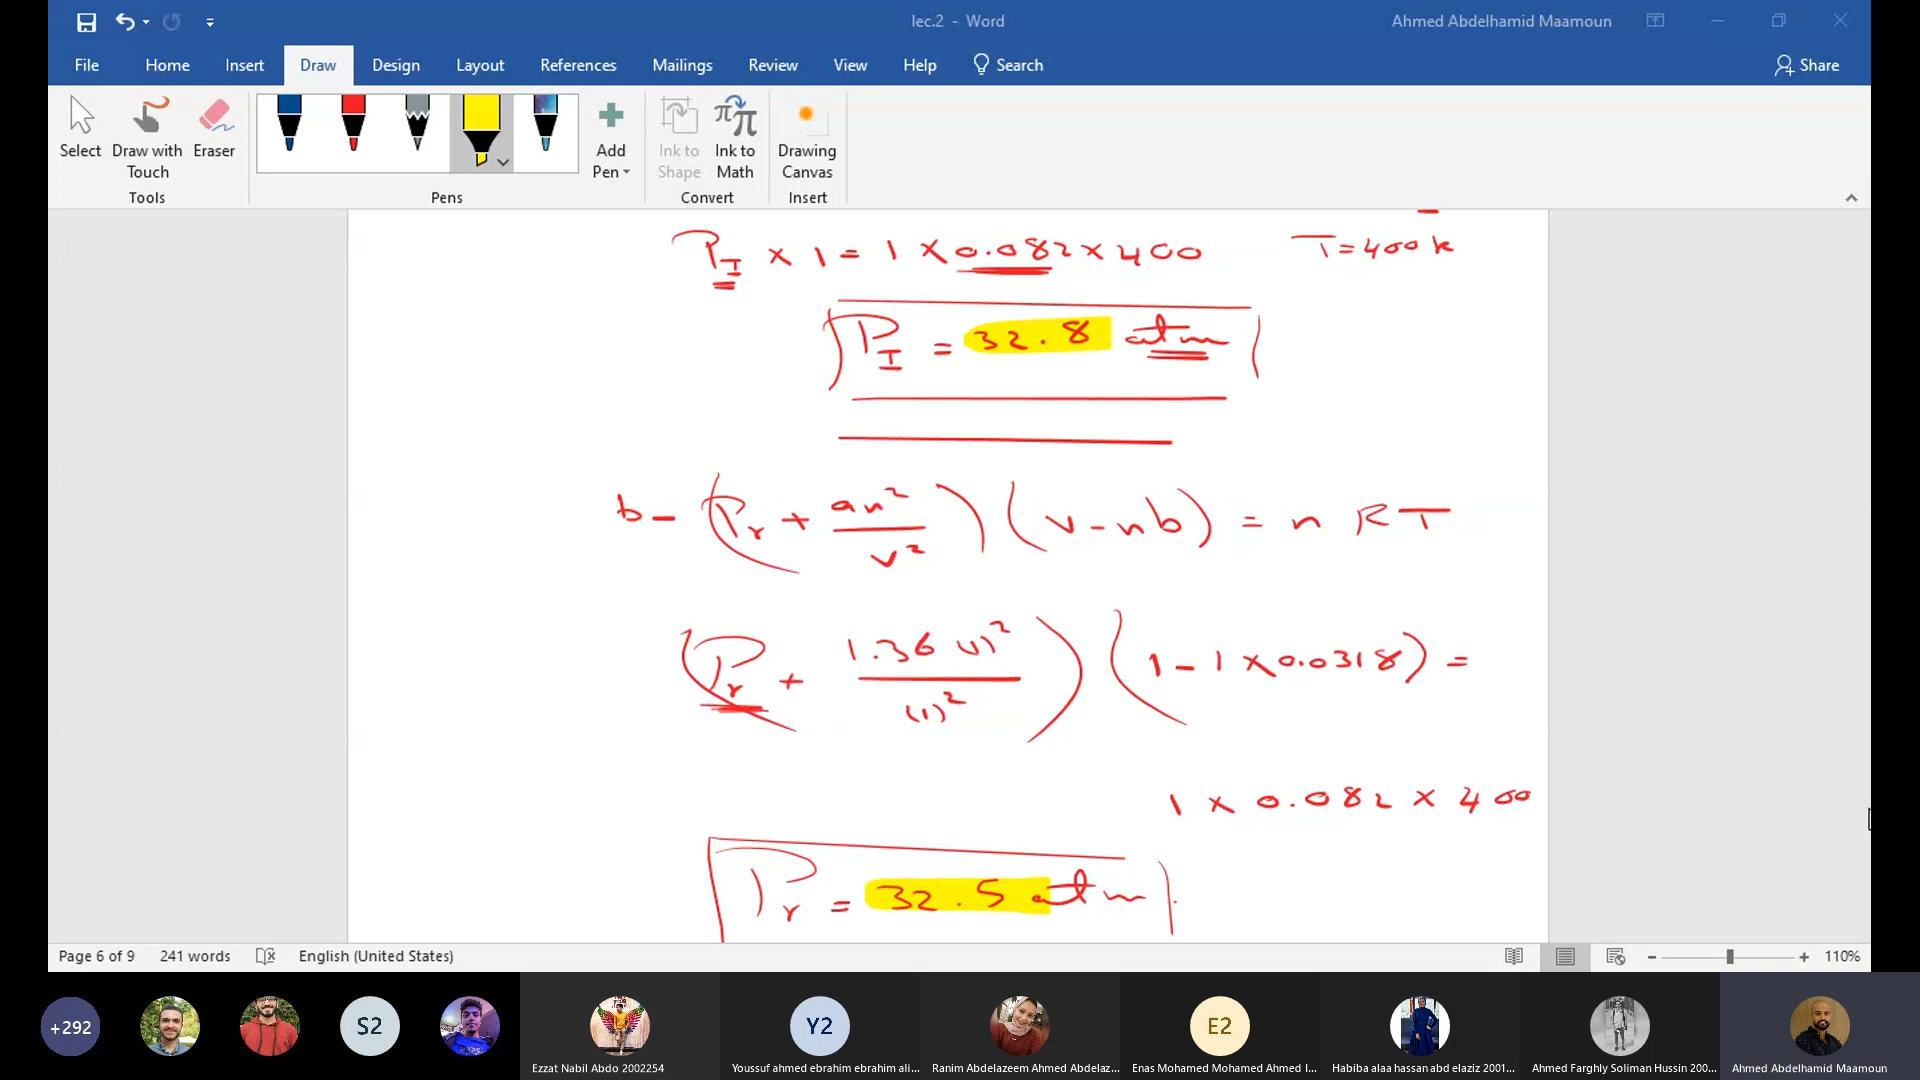 lec.2 - Word
Ahmed Abdelhamid Maamoun
File Home Insert Draw Design Layout References Mailings Review View Help Search Share
Select Draw with Touch Eraser Add Pen Ink to Shape Ink to Math Drawing Canvas
Tools Pens Convert Insert
P_I × 1 = 1 × 0.082 × 400
T = 400 k
P_I = 32.8 atm
b - (P_r + an²/v²) (v - nb) = n R T
(P_r + 1.36 (1)²/(1)²) (1 - 1 × 0.0318) =
1 × 0.082 × 400
P_r = 32.5 atm
Page 6 of 9 241 words English (United States) 110%
+292 S2 Y2 E2
Ezzat Nabil Abdo 2002254
Youssuf ahmed ebrahim ebrahim ali...
Ranim Abdelazeem Ahmed Abdelaz...
Enas Mohamed Mohamed Ahmed I...
Habiba alaa hassan abd elaziz 2001...
Ahmed Farghly Soliman Hussin 200...
Ahmed Abdelhamid Maamoun